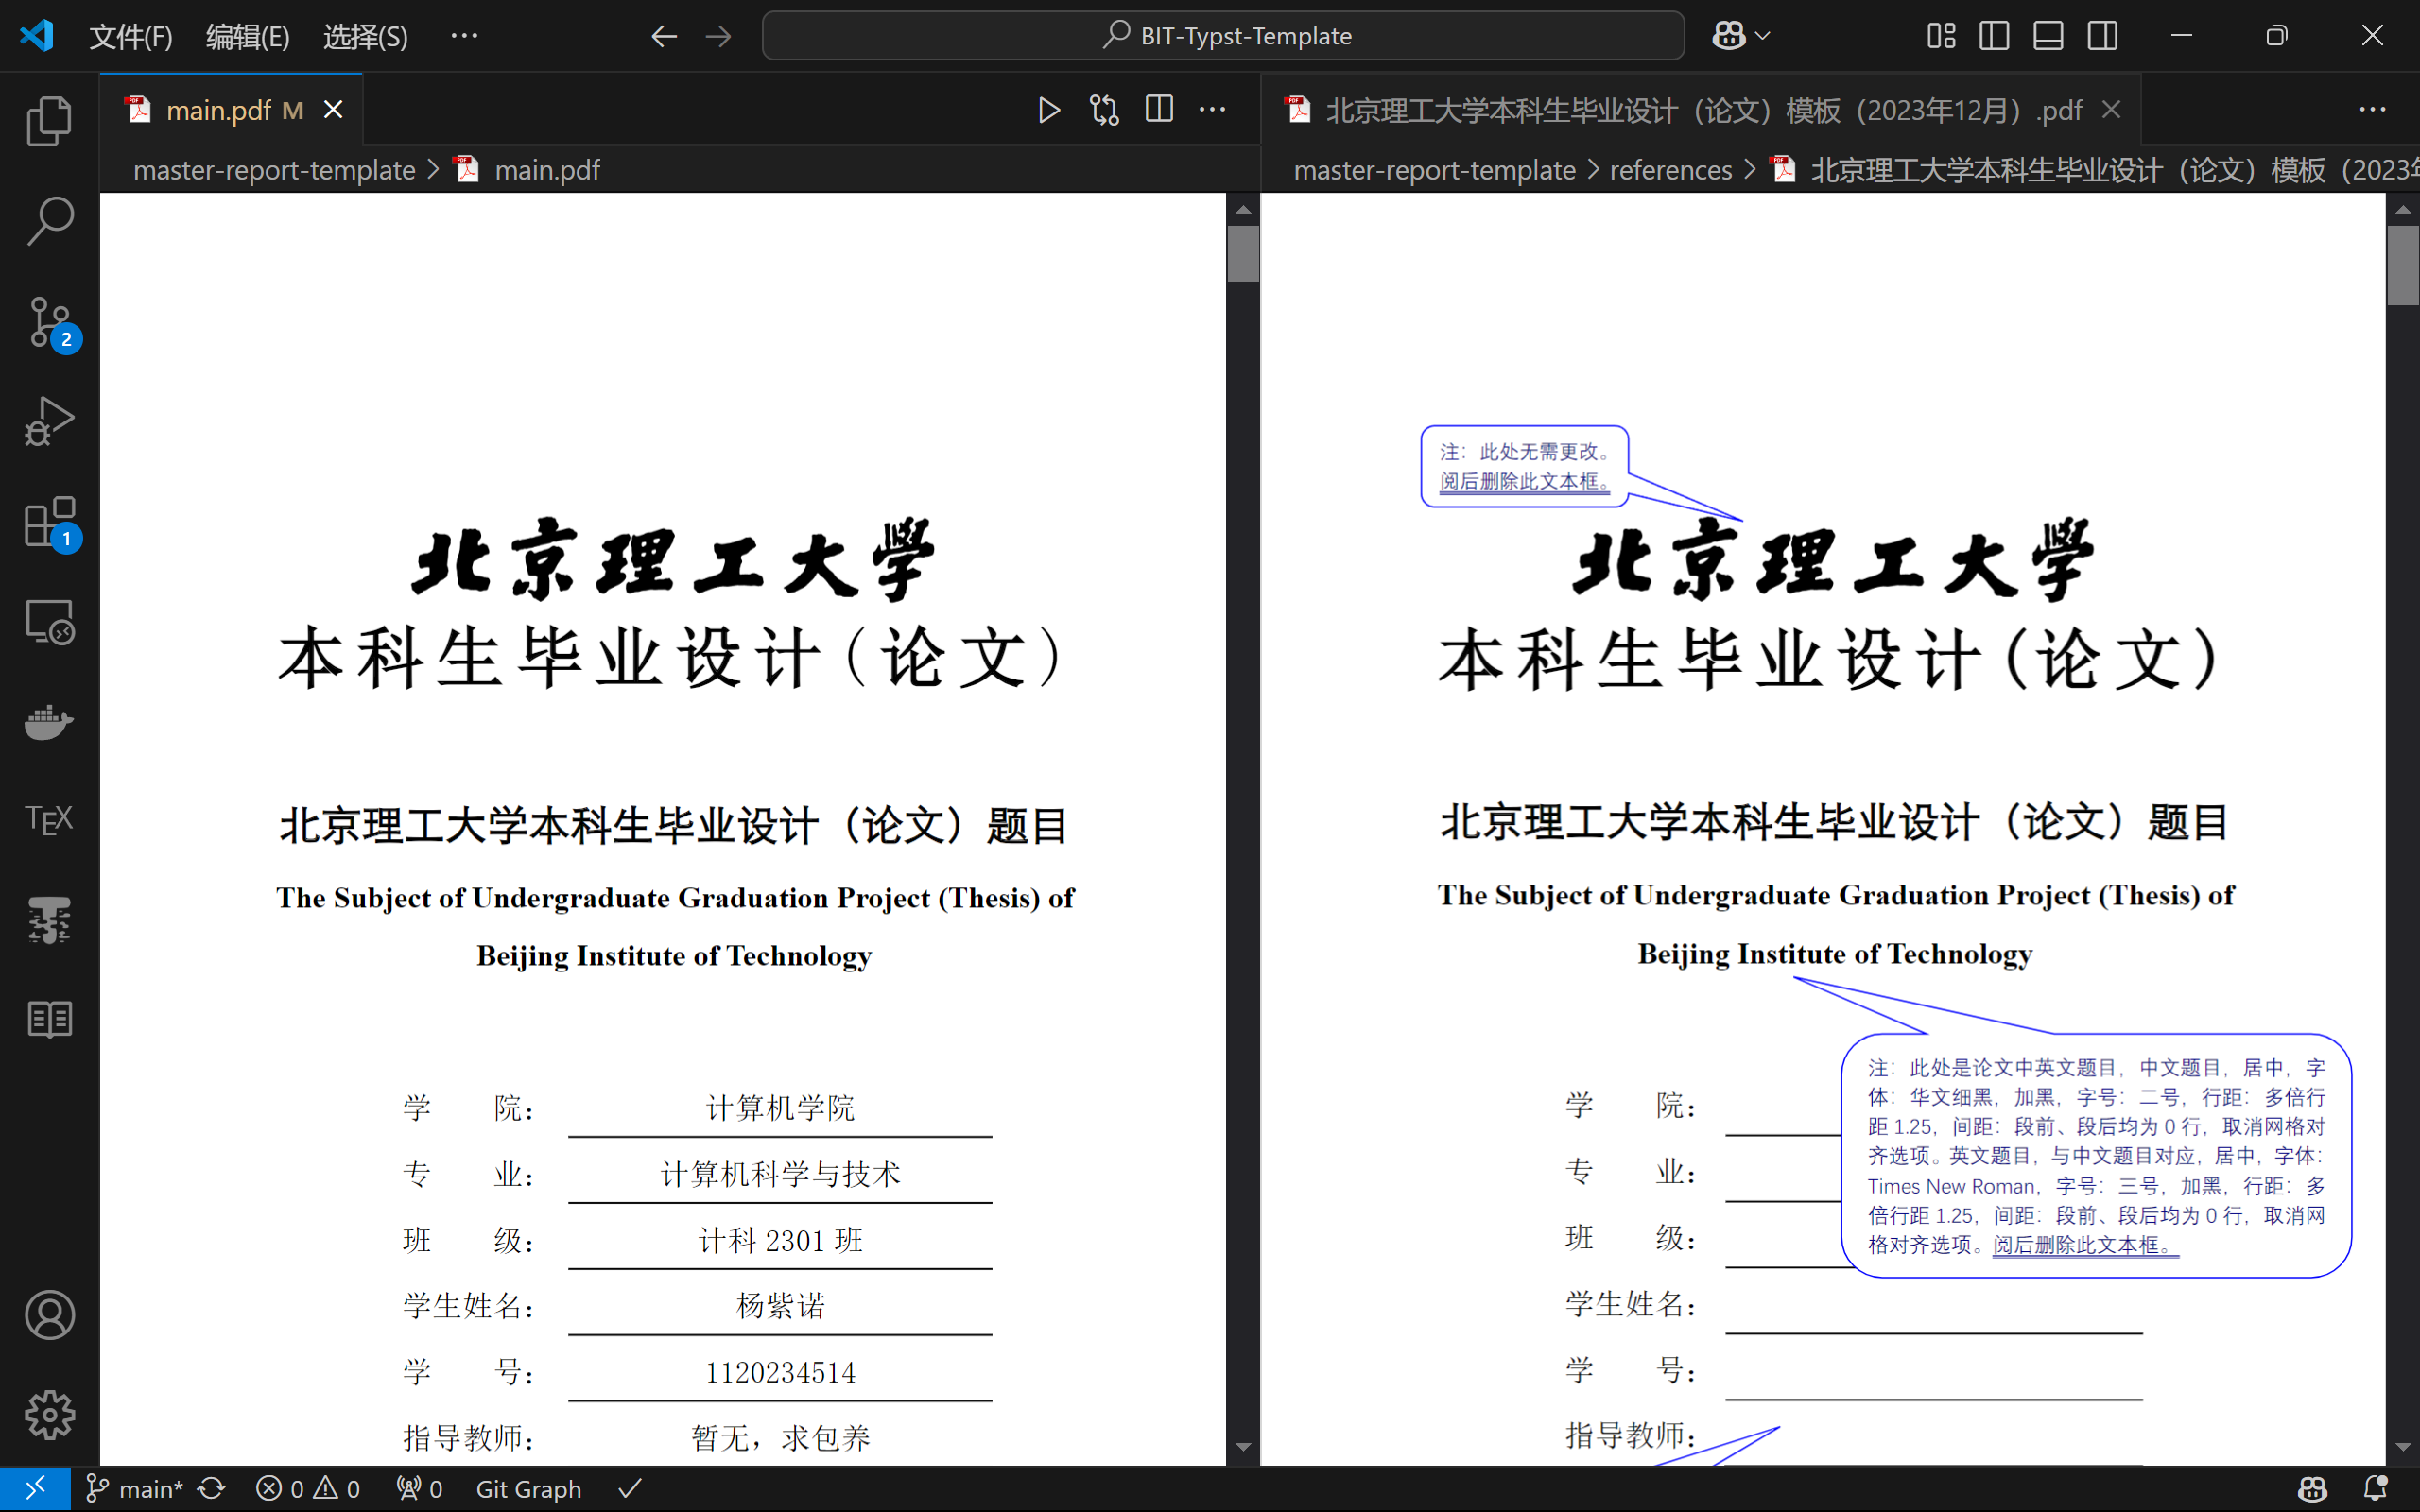 文件(F) 编辑(E) 选择(S) ··· BIT-Typst-Template
main.pdf M
master-report-template > main.pdf
北京理工大學
本科生毕业设计(论文)
北京理工大学本科生毕业设计（论文）题目
The Subject of Undergraduate Graduation Project (Thesis) of
Beijing Institute of Technology
学 院： 计算机学院
专 业： 计算机科学与技术
班 级： 计科 2301 班
学生姓名： 杨紫诺
学 号： 1120234514
指导教师： 暂无，求包养
北京理工大学本科生毕业设计（论文）模板（2023年12月）.pdf
master-report-template > references > 北京理工大学本科生毕业设计（论文）模板（2023
注：此处无需更改。
阅后删除此文本框。
北京理工大學
本科生毕业设计(论文)
北京理工大学本科生毕业设计（论文）题目
The Subject of Undergraduate Graduation Project (Thesis) of
Beijing Institute of Technology
注：此处是论文中英文题目，中文题目，居中，字
体：华文细黑，加黑，字号：二号，行距：多倍行
距 1.25，间距：段前、段后均为 0 行，取消网格对
齐选项。英文题目，与中文题目对应，居中，字体：
Times New Roman，字号：三号，加黑，行距：多
倍行距 1.25，间距：段前、段后均为 0 行，取消网
格对齐选项。阅后删除此文本框。
学 院：
专 业：
班 级：
学生姓名：
学 号：
指导教师：
2
1
TEX
main* 0 0 0 Git Graph